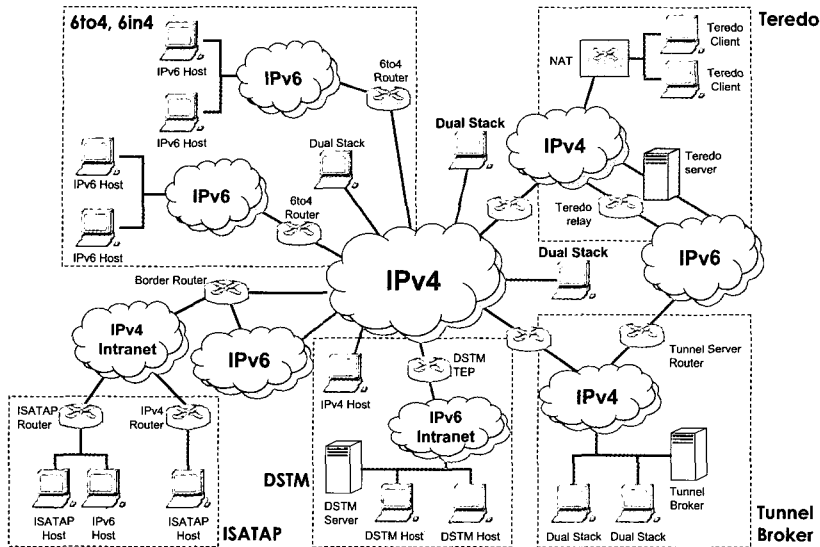 6to4, 6in4
IPv6 Host
IPv6 Host
IPv6
6to4
Router
IPv6 Host
IPv6 Host
IPv6
6to4
Router
Dual Stack
Dual Stack
Teredo
NAT
Teredo
Client
Teredo
Client
IPv4
Teredo
server
Teredo
relay
IPv6
Dual Stack
IPv4
Border Router
IPv4
Intranet
IPv6
ISATAP
Router
IPv4
Router
ISATAP
Host
IPv6
Host
ISATAP
Host
ISATAP
IPv4 Host
DSTM
TEP
IPv6
Intranet
DSTM
DSTM
Server
DSTM Host
DSTM Host
Tunnel Server
Router
IPv4
Dual Stack
Dual Stack
Tunnel
Broker
Tunnel
Broker